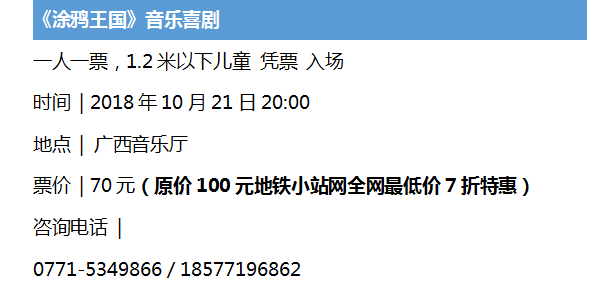 《涂鸦王国》音乐喜剧
一人一票，1.2 米以下儿童 凭票 入场
时间｜2018 年 10 月 21 日 20:00
地点｜ 广西音乐厅
票价｜70 元（原价 100 元地铁小站网全网最低价 7 折特惠）
咨询电话｜
0771-5349866 / 18577196862